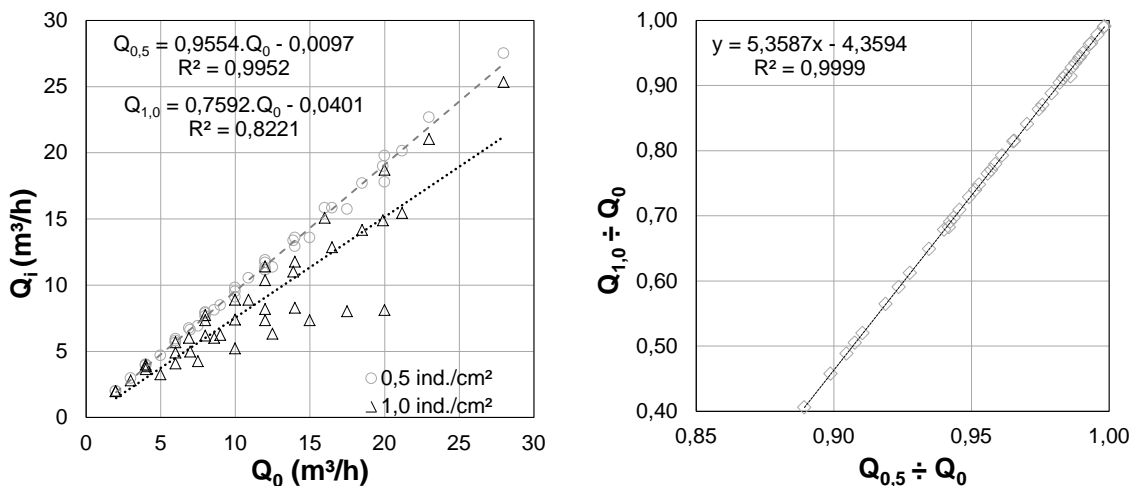 30
25
20
15
10
5
0
Qᵢ (m³/h)
Q₀,₅ = 0,9554.Q₀ - 0,0097
R² = 0,9952
Q₁,₀ = 0,7592.Q₀ - 0,0401
R² = 0,8221
0,5 ind./cm²
1,0 ind./cm²
0 5 10 15 20 25 30
Q₀ (m³/h)
1,00
0,90
0,80
0,70
0,60
0,50
0,40
Q₁,₀ ÷ Q₀
y = 5,3587x - 4,3594
R² = 0,9999
0,85 0,90 0,95 1,00
Q₀,₅ ÷ Q₀